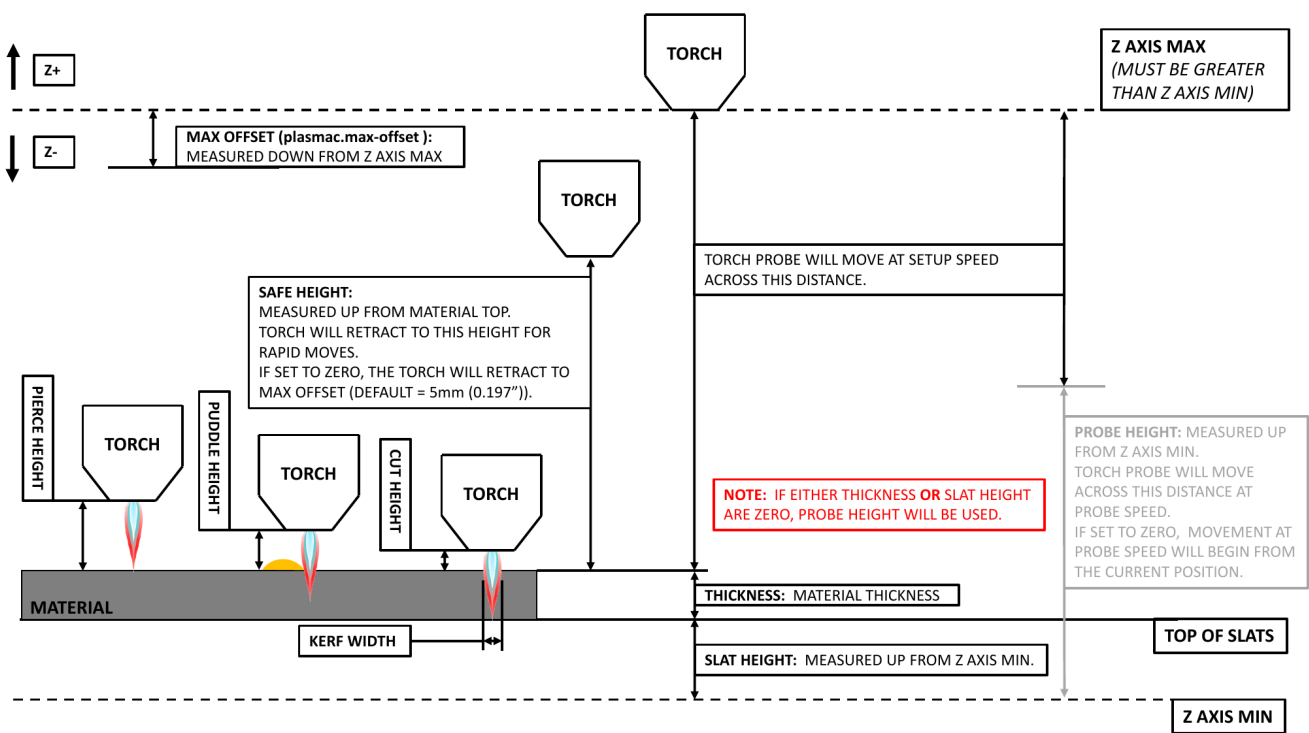 TORCH
Z AXIS MAX
(MUST BE GREATER
THAN Z AXIS MIN)
Z+
MAX OFFSET (plasmac.max-offset ):
MEASURED DOWN FROM Z AXIS MAX
Z-
TORCH
TORCH PROBE WILL MOVE AT SETUP SPEED
ACROSS THIS DISTANCE.
SAFE HEIGHT:
MEASURED UP FROM MATERIAL TOP.
TORCH WILL RETRACT TO THIS HEIGHT FOR
RAPID MOVES.
IF SET TO ZERO, THE TORCH WILL RETRACT TO
MAX OFFSET (DEFAULT = 5mm (0.197”)).
PIERCE HEIGHT
TORCH
PUDDLE HEIGHT
TORCH
CUT HEIGHT
TORCH
PROBE HEIGHT: MEASURED UP
FROM Z AXIS MIN.
TORCH PROBE WILL MOVE
ACROSS THIS DISTANCE AT
PROBE SPEED.
IF SET TO ZERO, MOVEMENT AT
PROBE SPEED WILL BEGIN FROM
THE CURRENT POSITION.
NOTE: IF EITHER THICKNESS OR SLAT HEIGHT
ARE ZERO, PROBE HEIGHT WILL BE USED.
MATERIAL
THICKNESS: MATERIAL THICKNESS
KERF WIDTH
TOP OF SLATS
SLAT HEIGHT: MEASURED UP FROM Z AXIS MIN.
Z AXIS MIN